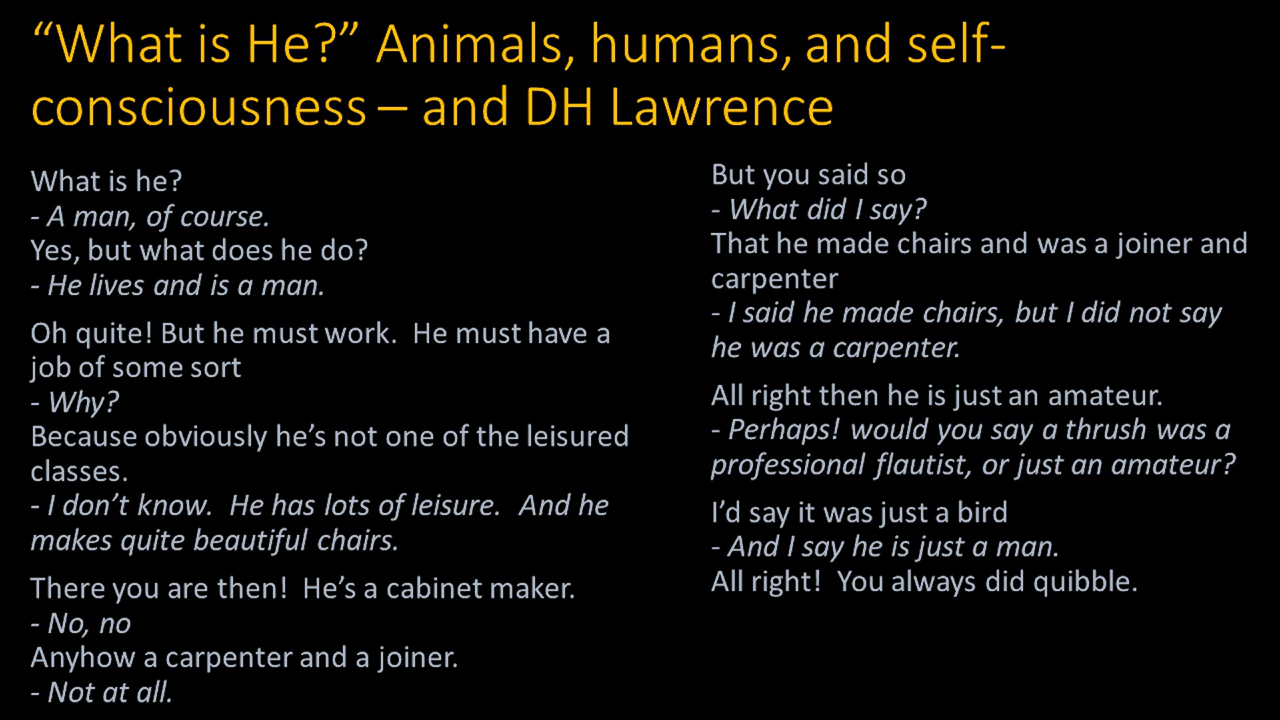 “What is He?” Animals, humans, and self-
consciousness – and DH Lawrence
What is he?
- A man, of course.
Yes, but what does he do?
- He lives and is a man.
Oh quite! But he must work.  He must have a
job of some sort
- Why?
Because obviously he’s not one of the leisured
classes.
- I don’t know.  He has lots of leisure.  And he
makes quite beautiful chairs.
There you are then!  He’s a cabinet maker.
- No, no
Anyhow a carpenter and a joiner.
- Not at all.
But you said so
- What did I say?
That he made chairs and was a joiner and
carpenter
- I said he made chairs, but I did not say
he was a carpenter.
All right then he is just an amateur.
- Perhaps! would you say a thrush was a
professional flautist, or just an amateur?
I’d say it was just a bird
- And I say he is just a man.
All right!  You always did quibble.